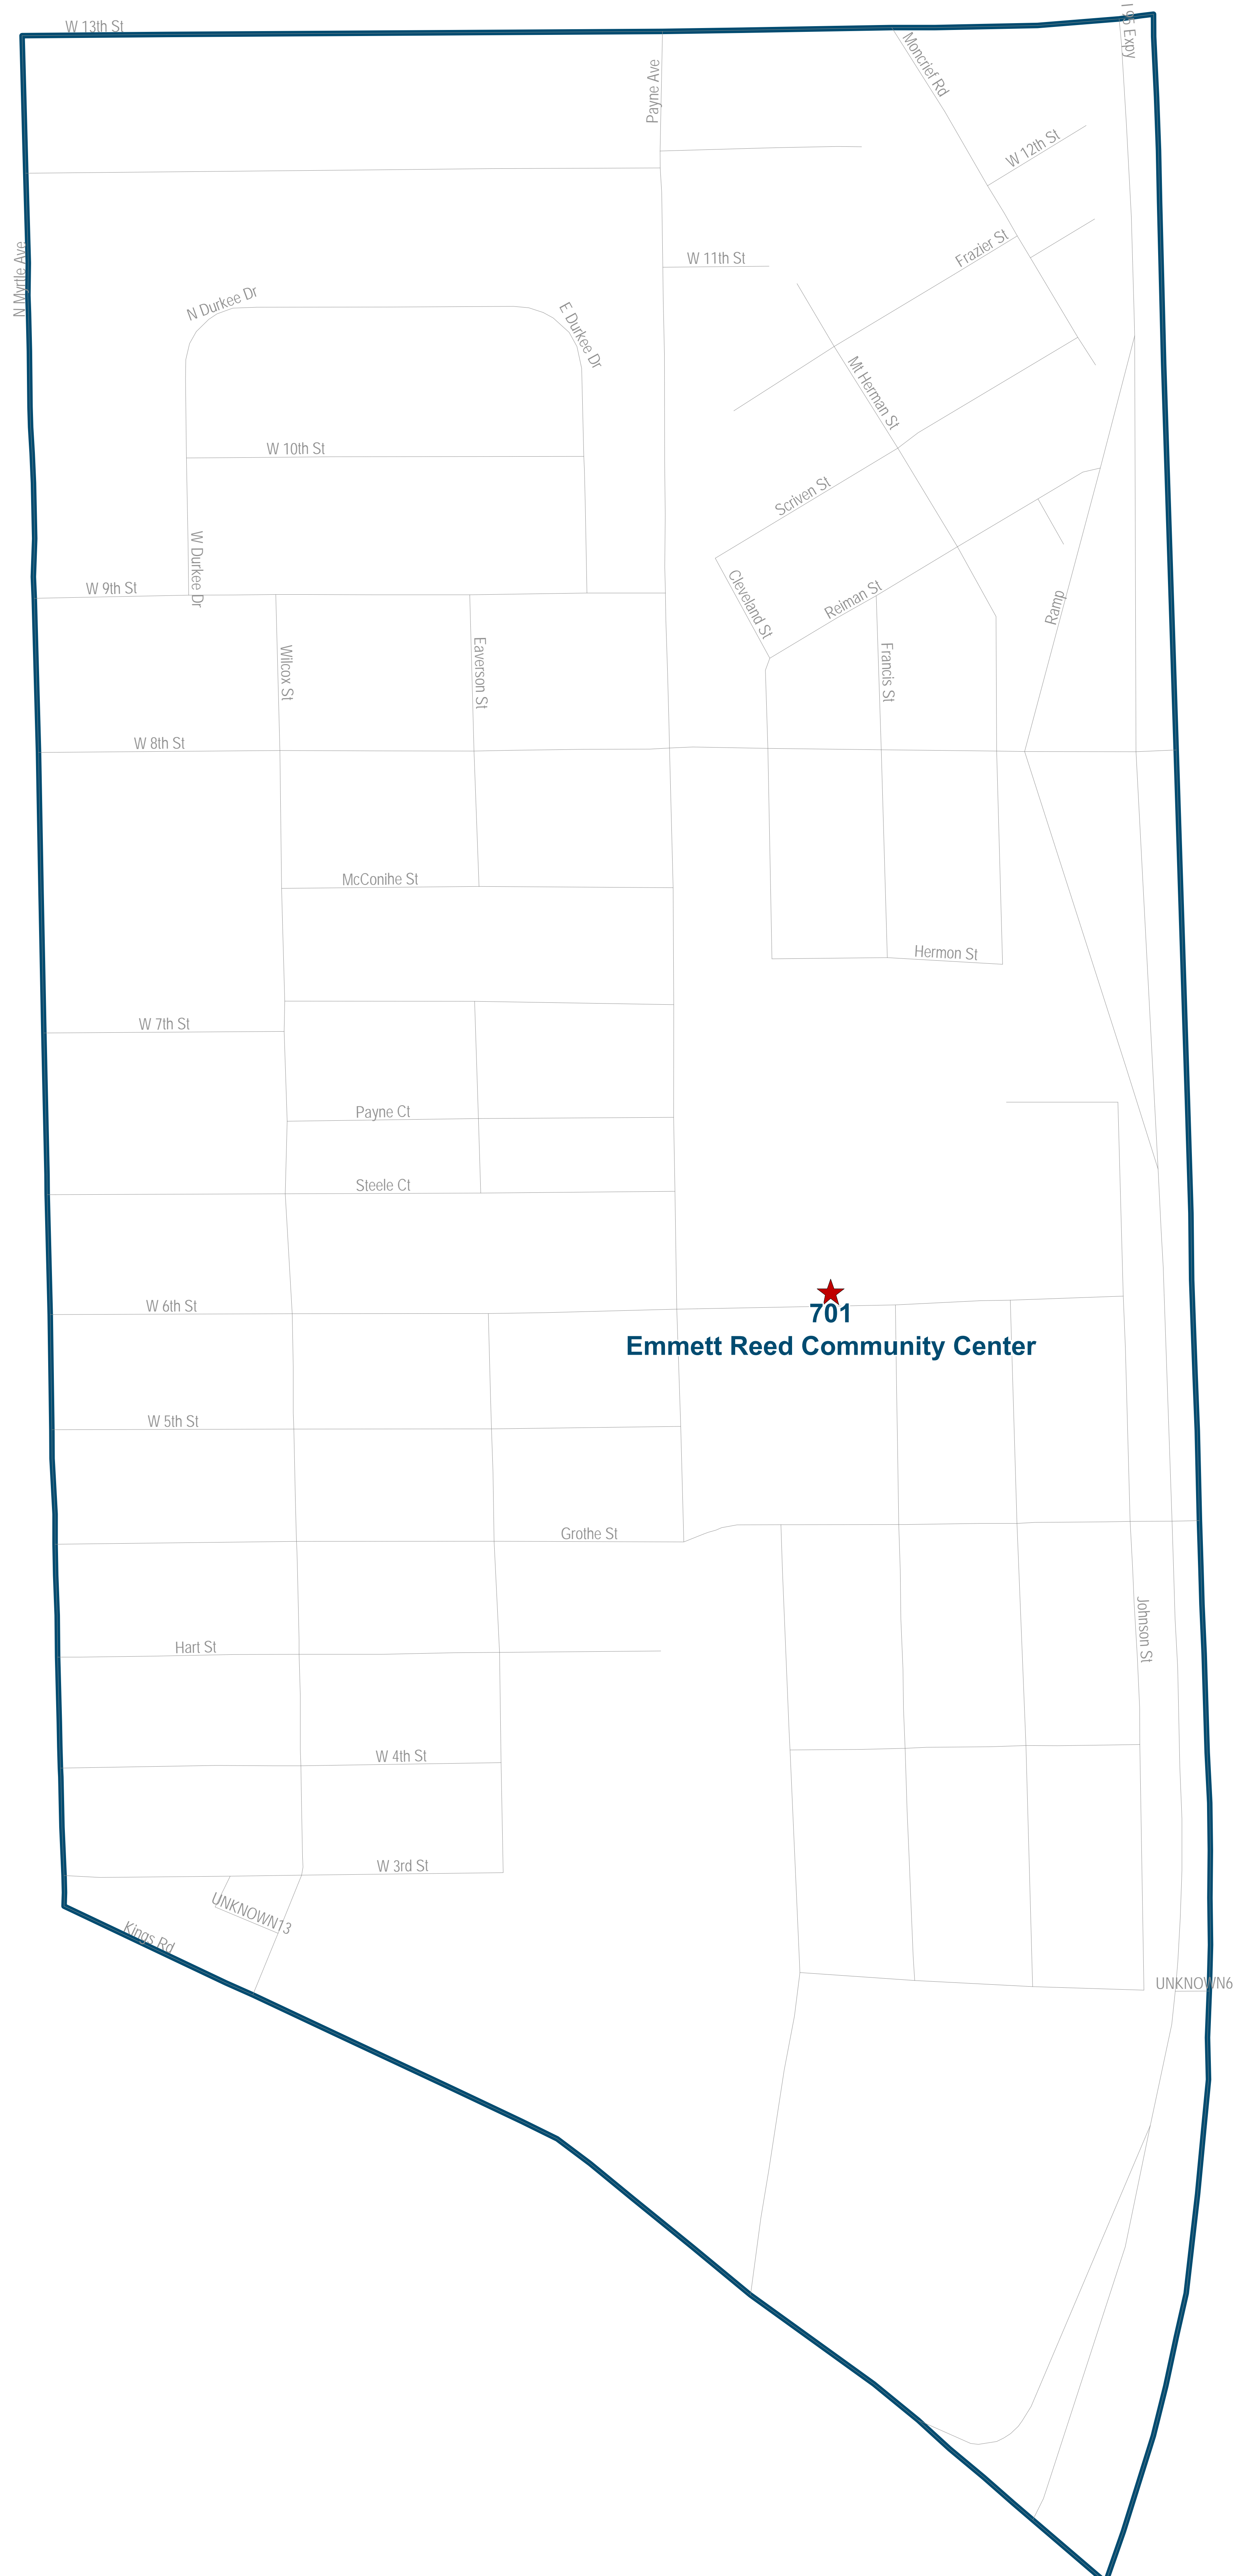 I 95 Expy
W 13th St
Moncrief Rd
Payne Ave
W 12th St
N Myrtle Ave
W 11th St
Frazier St
N Durkee Dr
E Durkee Dr
Mt Herman St
W 10th St
Scriven St
W Durkee Dr
W 9th St
Cleveland St
Reiman St
Ramp
Wilcox St
Eaverson St
Francis St
W 8th St
McConihe St
Hermon St
W 7th St
Payne Ct
Steele Ct
W 6th St
701
Emmett Reed Community Center
W 5th St
Grothe St
Johnson St
Hart St
W 4th St
W 3rd St
UNKNOWN13
Kings Rd
UNKNOWN6